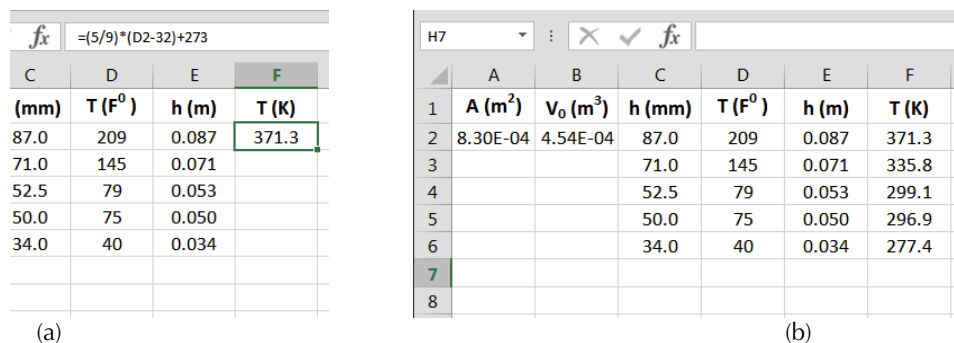 fx =(5/9)*(D2-32)+273
C D E F
(mm) T (F⁰) h (m) T (K)
87.0 209 0.087 371.3
71.0 145 0.071
52.5 79 0.053
50.0 75 0.050
34.0 40 0.034
(a)
H7 fx
A B C D E F
1 A (m²) V₀ (m³) h (mm) T (F⁰) h (m) T (K)
2 8.30E-04 4.54E-04 87.0 209 0.087 371.3
3 71.0 145 0.071 335.8
4 52.5 79 0.053 299.1
5 50.0 75 0.050 296.9
6 34.0 40 0.034 277.4
7
8
(b)